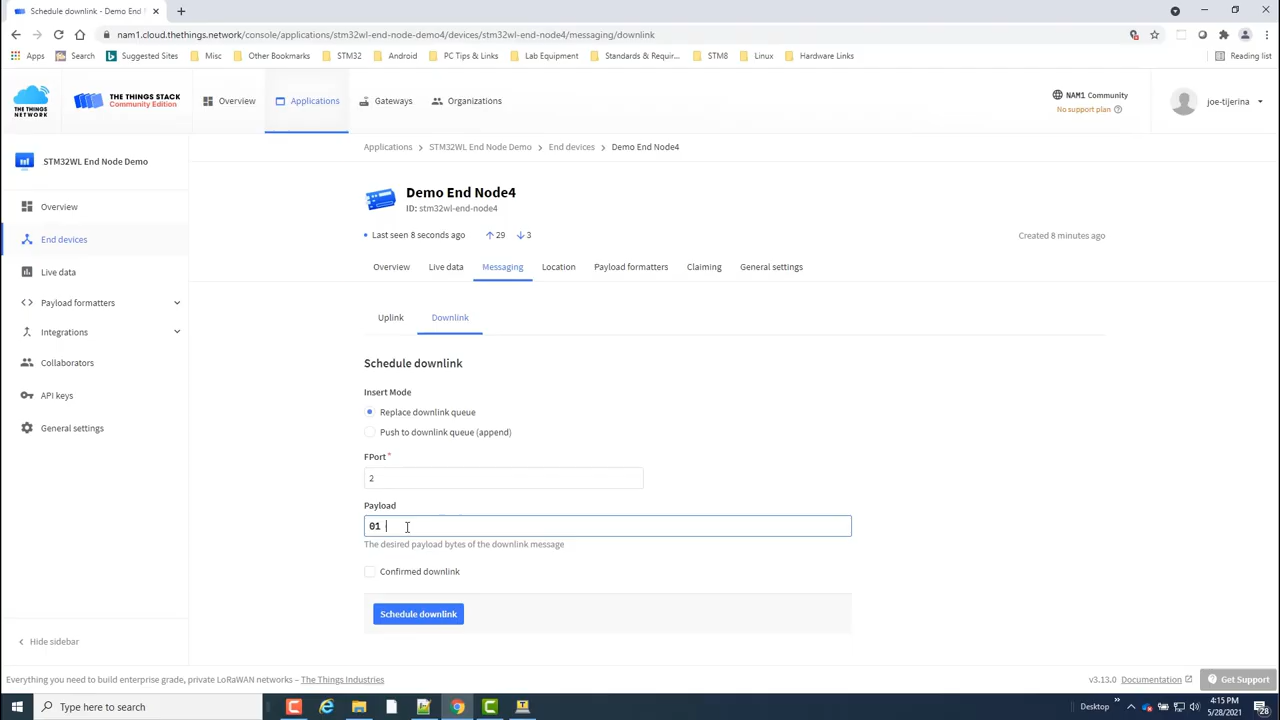 Schedule downlink - Demo End N
nam1.cloud.thethings.network/console/applications/stm32wl-end-node-demo4/devices/stm32wl-end-node4/messaging/downlink
Apps Search Suggested Sites Misc Other Bookmarks STM32 Android PC Tips & Links Lab Equipment Standards & Requir... STM8 Linux Hardware Links Reading list
THE THINGS NETWORK
THE THINGS STACK
Community Edition
Overview Applications Gateways Organizations
NAM1 Community
No support plan
joe-tijerina
STM32WL End Node Demo
Overview
End devices
Live data
Payload formatters
Integrations
Collaborators
API keys
General settings
Hide sidebar
Applications > STM32WL End Node Demo > End devices > Demo End Node4
Demo End Node4
ID: stm32wl-end-node4
Last seen 8 seconds ago 29 3
Created 8 minutes ago
Overview Live data Messaging Location Payload formatters Claiming General settings
Uplink Downlink
Schedule downlink
Insert Mode
Replace downlink queue
Push to downlink queue (append)
FPort*
2
Payload
01
The desired payload bytes of the downlink message
Confirmed downlink
Schedule downlink
Everything you need to build enterprise grade, private LoRaWAN networks – The Things Industries
v3.13.0 Documentation Get Support
Type here to search
Desktop
4:15 PM
5/28/2021
28